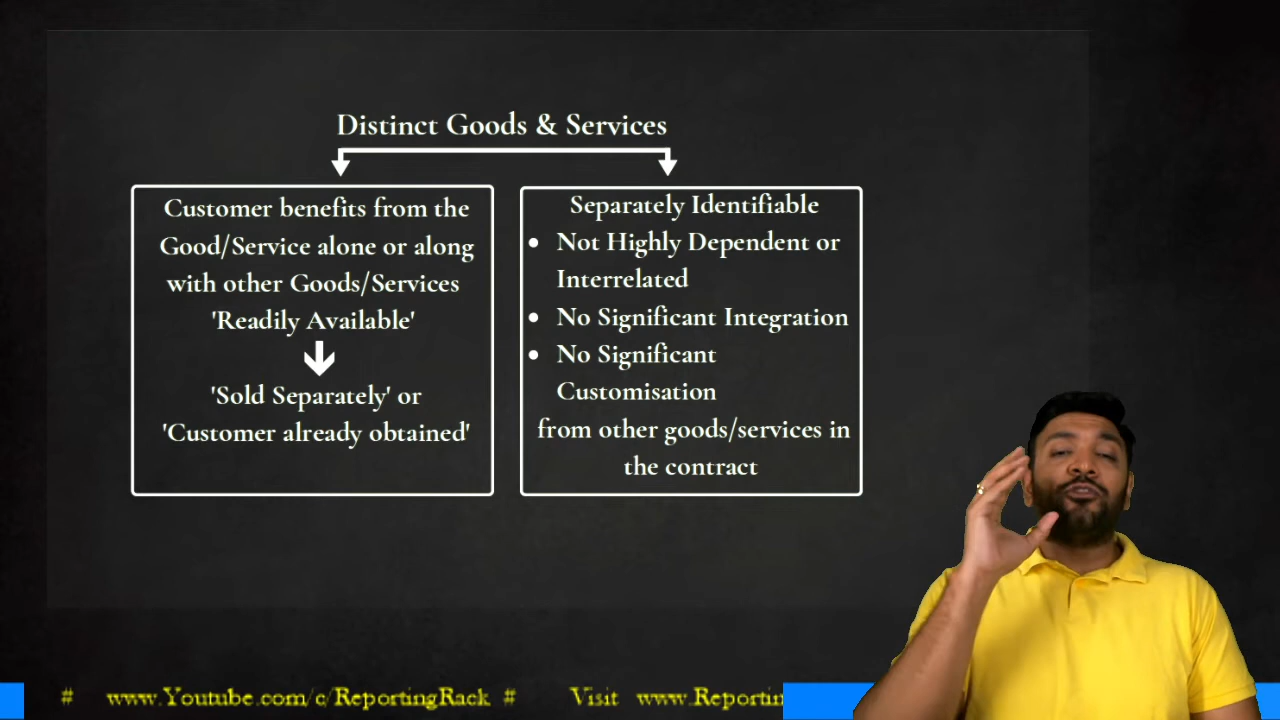 Distinct Goods & Services
Customer benefits from the
Good/Service alone or along
with other Goods/Services
'Readily Available'
'Sold Separately' or
'Customer already obtained'
Separately Identifiable
• Not Highly Dependent or
Interrelated
• No Significant Integration
• No Significant
Customisation
from other goods/services in
the contract
# www.Youtube.com/c/ReportingRack # Visit www.Reportin